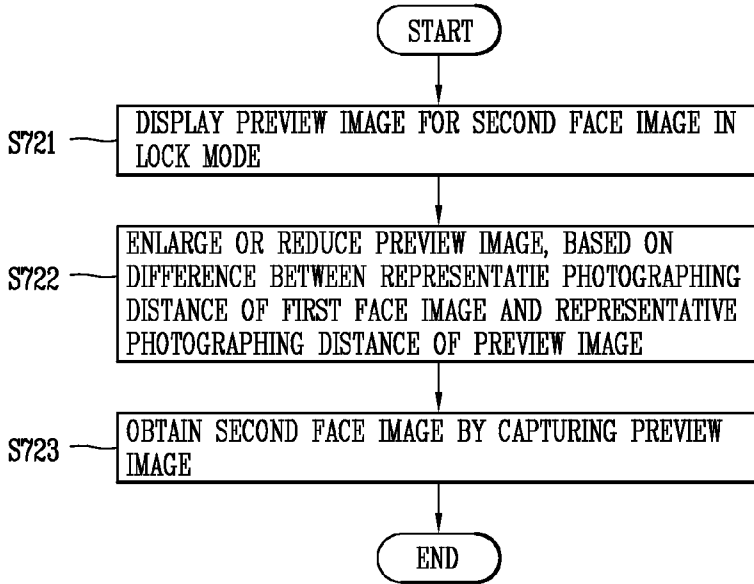 START
S721
DISPLAY PREVIEW IMAGE FOR SECOND FACE IMAGE IN
LOCK MODE
S722
ENLARGE OR REDUCE PREVIEW IMAGE, BASED ON
DIFFERENCE BETWEEN REPRESENTATIE PHOTOGRAPHING
DISTANCE OF FIRST FACE IMAGE AND REPRESENTATIVE
PHOTOGRAPHING DISTANCE OF PREVIEW IMAGE
S723
OBTAIN SECOND FACE IMAGE BY CAPTURING PREVIEW
IMAGE
END